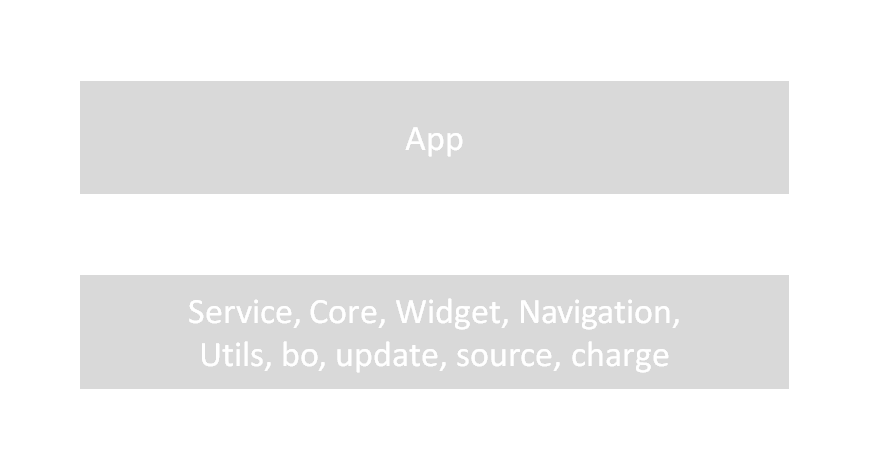 App
Service, Core, Widget, Navigation,
Utils, bo, update, source, charge